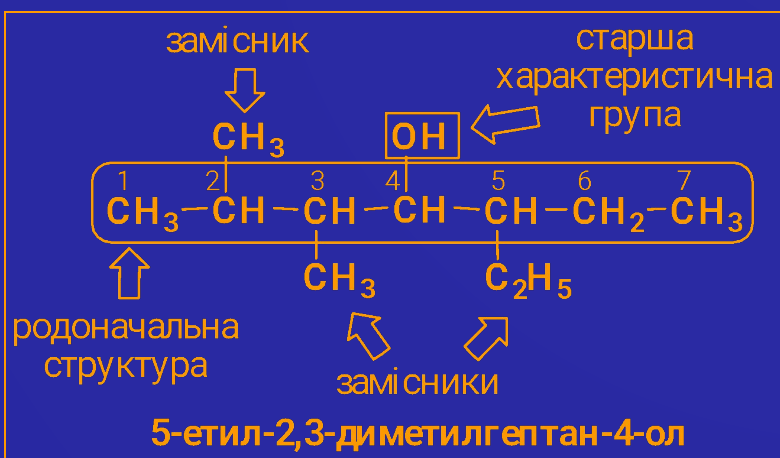 замісник
старша
характеристична
група
CH₃ OH
1 2 3 4 5 6 7
CH₃–CH–CH–CH–CH–CH₂–CH₃
CH₃ C₂H₅
родоначальна
структура
замісники
5-етил-2,3-диметилгептан-4-ол